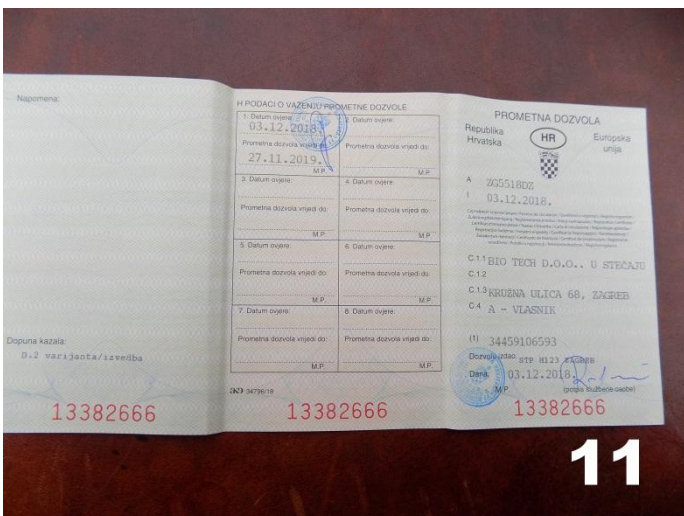 Napomena:
Dopuna kazala:
D.2 varijanta/izvedba
13382666
H PODACI O VAŽENJU PROMETNE DOZVOLE
1. Datum ovjere:
03.12.2018.
Prometna dozvola vrijedi do:
27.11.2019.
M.P.
2. Datum ovjere:
Prometna dozvola vrijedi do:
M.P.
3. Datum ovjere:
Prometna dozvola vrijedi do:
M.P.
4. Datum ovjere:
Prometna dozvola vrijedi do:
M.P.
5. Datum ovjere:
Prometna dozvola vrijedi do:
M.P.
6. Datum ovjere:
Prometna dozvola vrijedi do:
M.P.
7. Datum ovjere:
Prometna dozvola vrijedi do:
M.P.
8. Datum ovjere:
Prometna dozvola vrijedi do:
M.P.
13382666
PROMETNA DOZVOLA
Republika Hrvatska
HR
Europska unija
A ZG5518DZ
I 03.12.2018.
C.1.1 BIO TECH D.O.O.. U STEČAJU
C.1.2
C.1.3 KRUŽNA ULICA 68, ZAGREB
C.4 A - VLASNIK
(1) 34459106593
Dozvolu izdao STP H123 ZAGREB
Dana: 03.12.2018.
M.P. (potpis službene osobe)
13382666
11